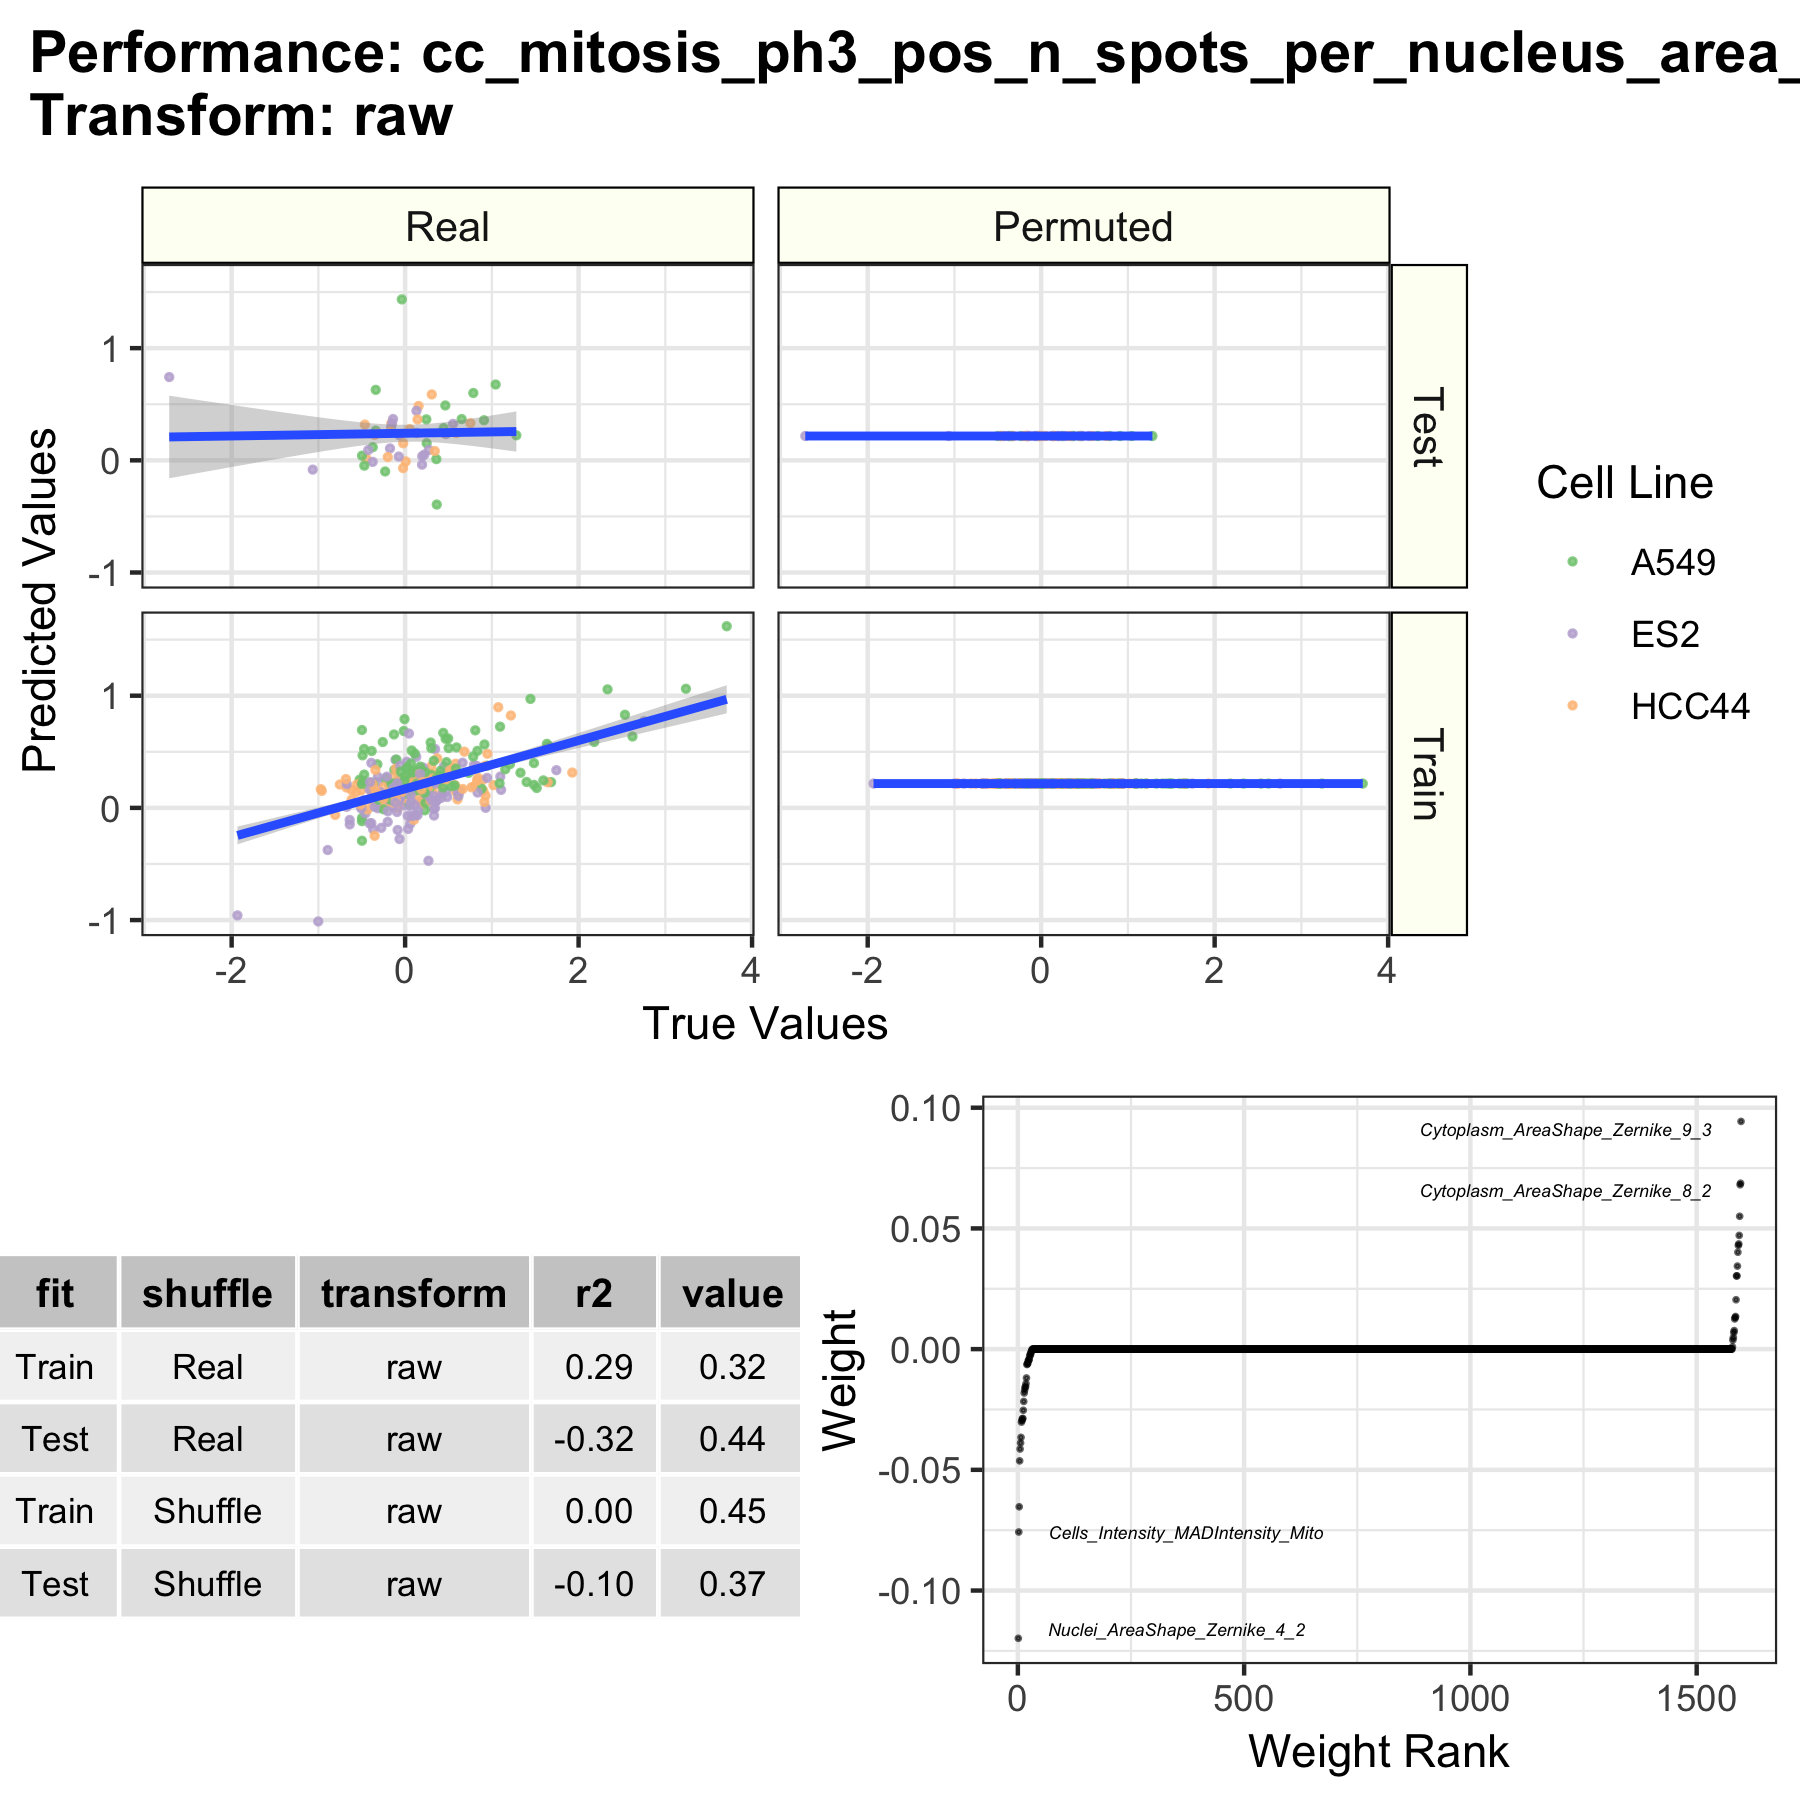 Performance: cc_mitosis_ph3_pos_n_spots_per_nucleus_area_
Transform: raw
Real
Permuted
Predicted Values
1
0
-1
Test
1
0
-1
Train
-2
0
2
4
-2
0
2
4
True Values
Cell Line
A549
ES2
HCC44
fit shuffle transform r2 value
Train Real raw 0.29 0.32
Test Real raw -0.32 0.44
Train Shuffle raw 0.00 0.45
Test Shuffle raw -0.10 0.37
Weight
0.10
0.05
0.00
-0.05
-0.10
Cytoplasm_AreaShape_Zernike_9_3
Cytoplasm_AreaShape_Zernike_8_2
Cells_Intensity_MADIntensity_Mito
Nuclei_AreaShape_Zernike_4_2
0
500
1000
1500
Weight Rank